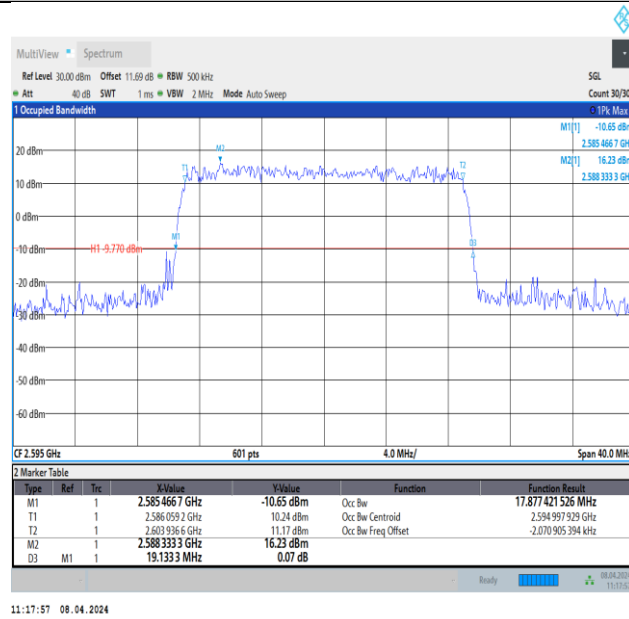 MultiView Spectrum
Ref Level 30.00 dBm Offset 11.69 dB RBW 500 kHz SGL
Att 40 dB SWT 1 ms VBW 2 MHz Mode Auto Sweep Count 30/30
1 Occupied Bandwidth 1Pk Max
M1[1] -10.65 dBm
2.585 466 7 GH
M2[1] 16.23 dBm
2.588 333 3 GH
M2
T1
T2
20 dBm
10 dBm
0 dBm
M1
D3
-10 dBm H1 -9.770 dBm
-20 dBm
-30 dBm
-40 dBm
-50 dBm
-60 dBm
CF 2.595 GHz 601 pts 4.0 MHz/ Span 40.0 MH
2 Marker Table
Type Ref Trc X-Value Y-Value Function Function Result
M1 1 2.585 466 7 GHz -10.65 dBm Occ Bw 17.877 421 526 MHz
T1 1 2.586 059 2 GHz 10.24 dBm Occ Bw Centroid 2.594 997 929 GHz
T2 1 2.603 936 6 GHz 11.17 dBm Occ Bw Freq Offset -2.070 905 394 kHz
M2 1 2.588 333 3 GHz 16.23 dBm
D3 M1 1 19.133 3 MHz 0.07 dB
Ready 08.04.2024
11:17:57
11:17:57 08.04.2024